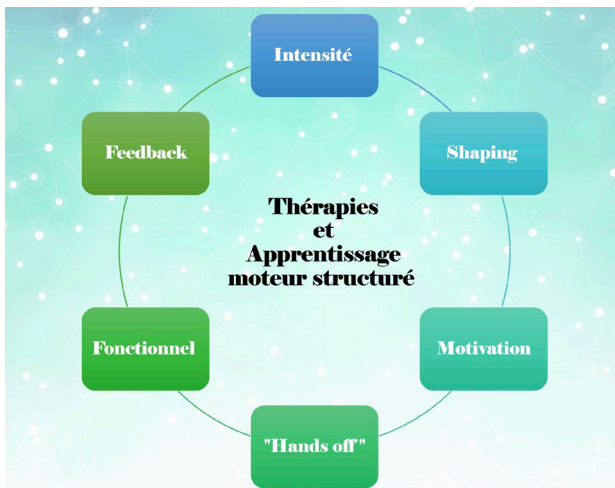 Intensité
Feedback
Shaping
Thérapies
et
Apprentissage
moteur structuré
Fonctionnel
Motivation
"Hands off"